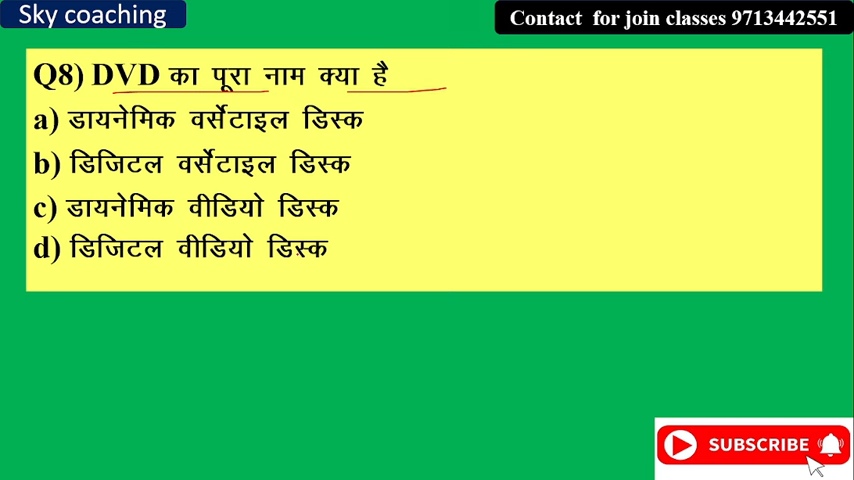 Sky coaching
Contact for join classes 9713442551
Q8) DVD का पूरा नाम क्या है
a) डायनेमिक वर्सेटाइल डिस्क
b) डिजिटल वर्सेटाइल डिस्क
c) डायनेमिक वीडियो डिस्क
d) डिजिटल वीडियो डिस्क
SUBSCRIBE